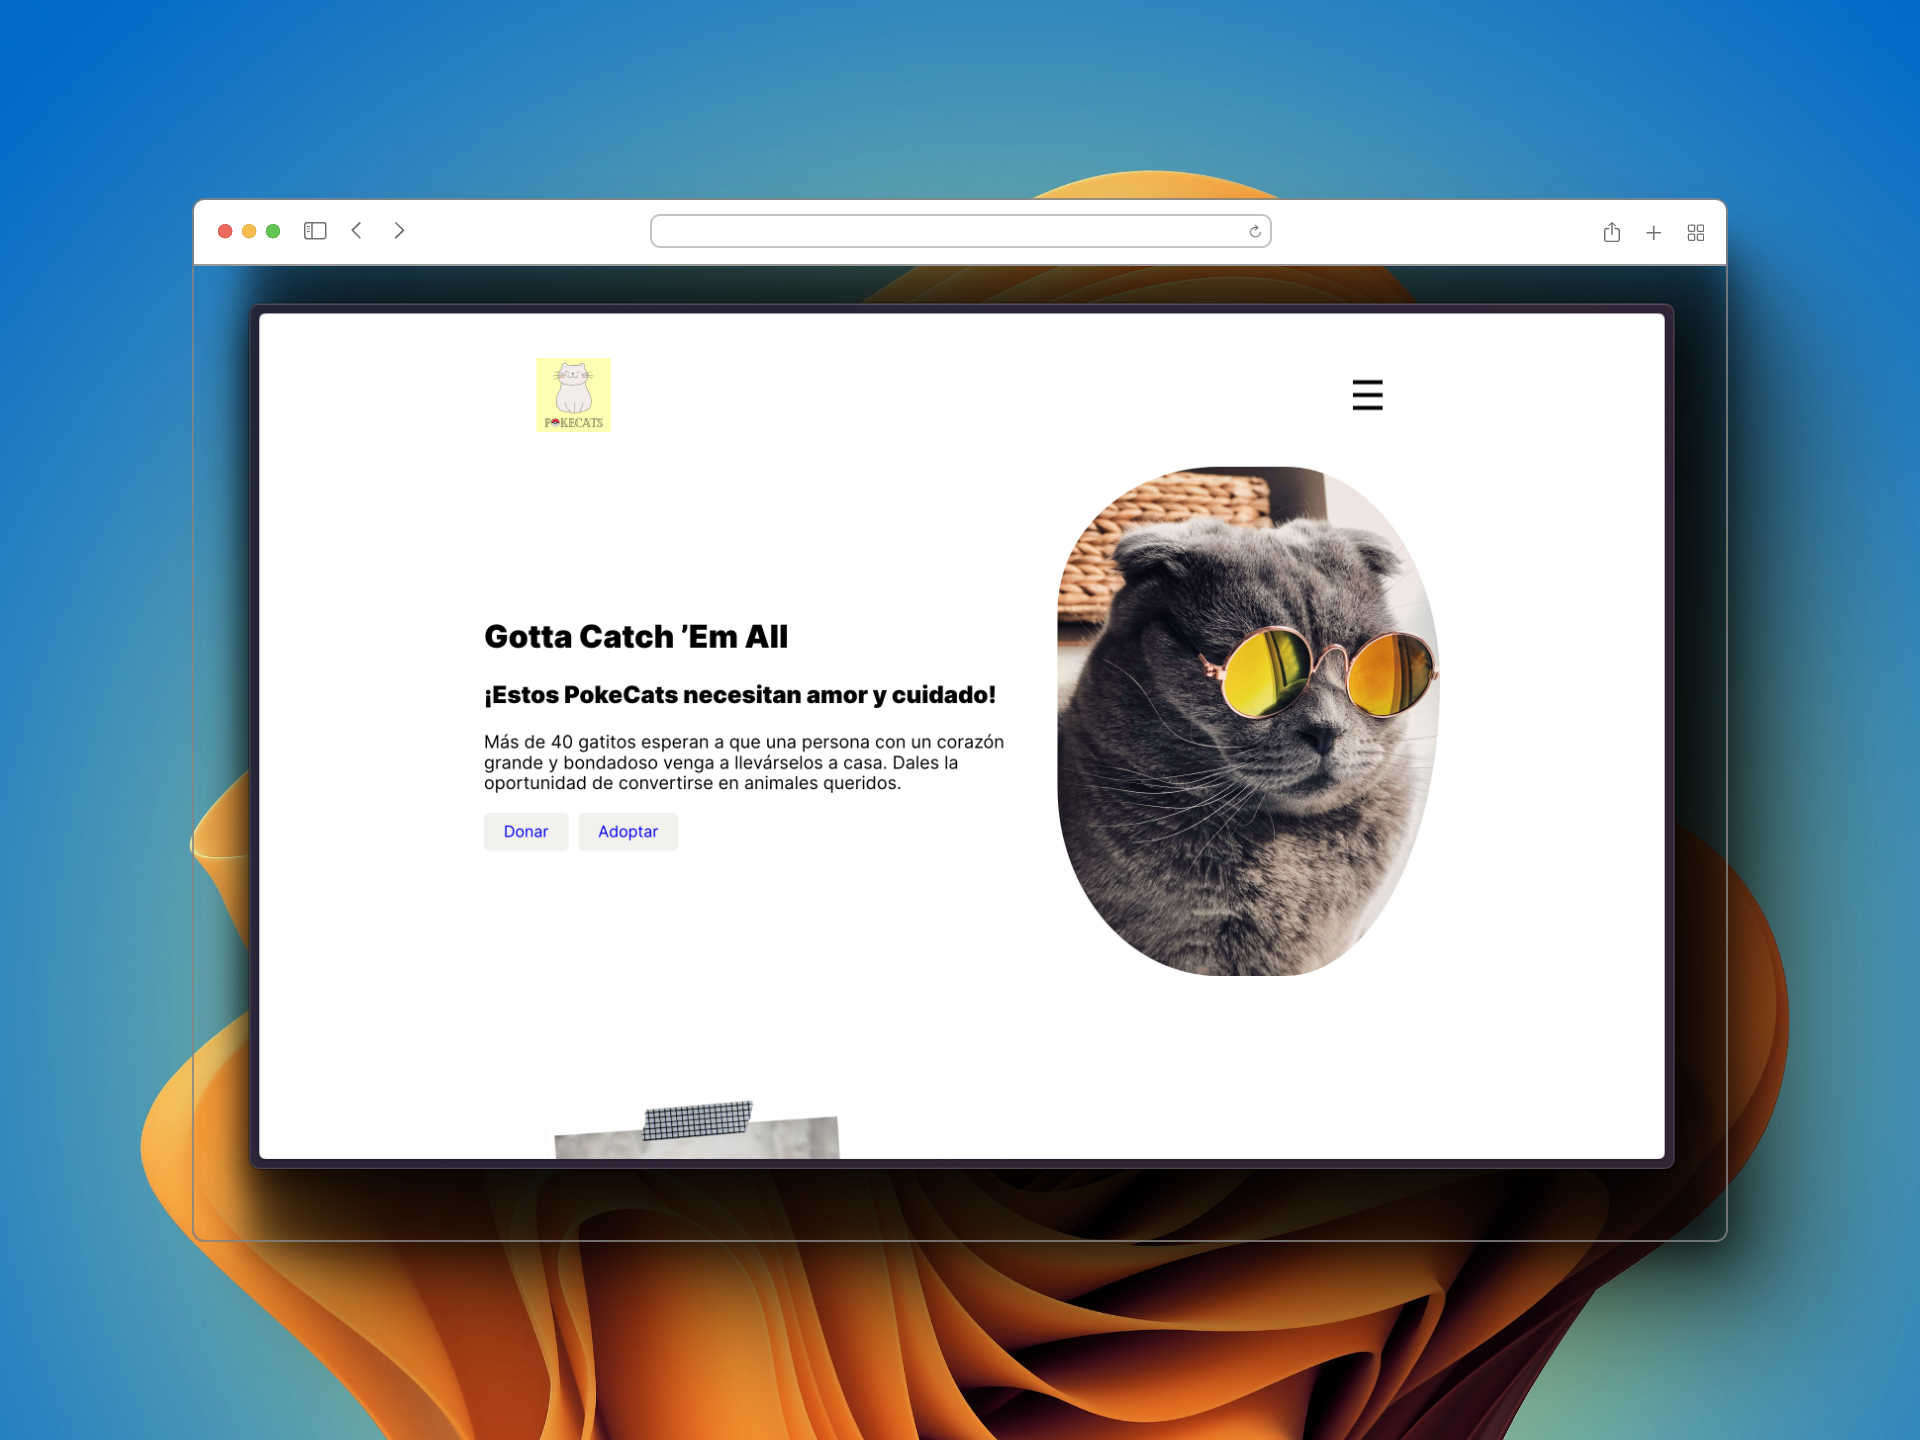 POKECATS
Gotta Catch ’Em All
¡Estos PokeCats necesitan amor y cuidado!
Más de 40 gatitos esperan a que una persona con un corazón
grande y bondadoso venga a llevárselos a casa. Dales la
oportunidad de convertirse en animales queridos.
Donar Adoptar